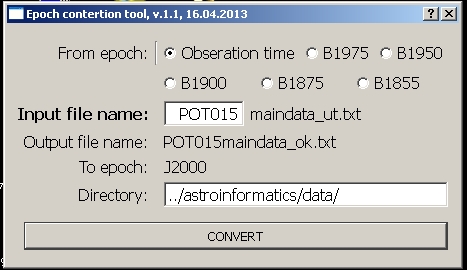 Epoch contertion tool, v.1.1, 16.04.2013
From epoch: Obseration time B1975 B1950
B1900 B1875 B1855
Input file name: POT015 maindata_ut.txt
Output file name: POT015maindata_ok.txt
To epoch: J2000
Directory: ../astroinformatics/data/
CONVERT